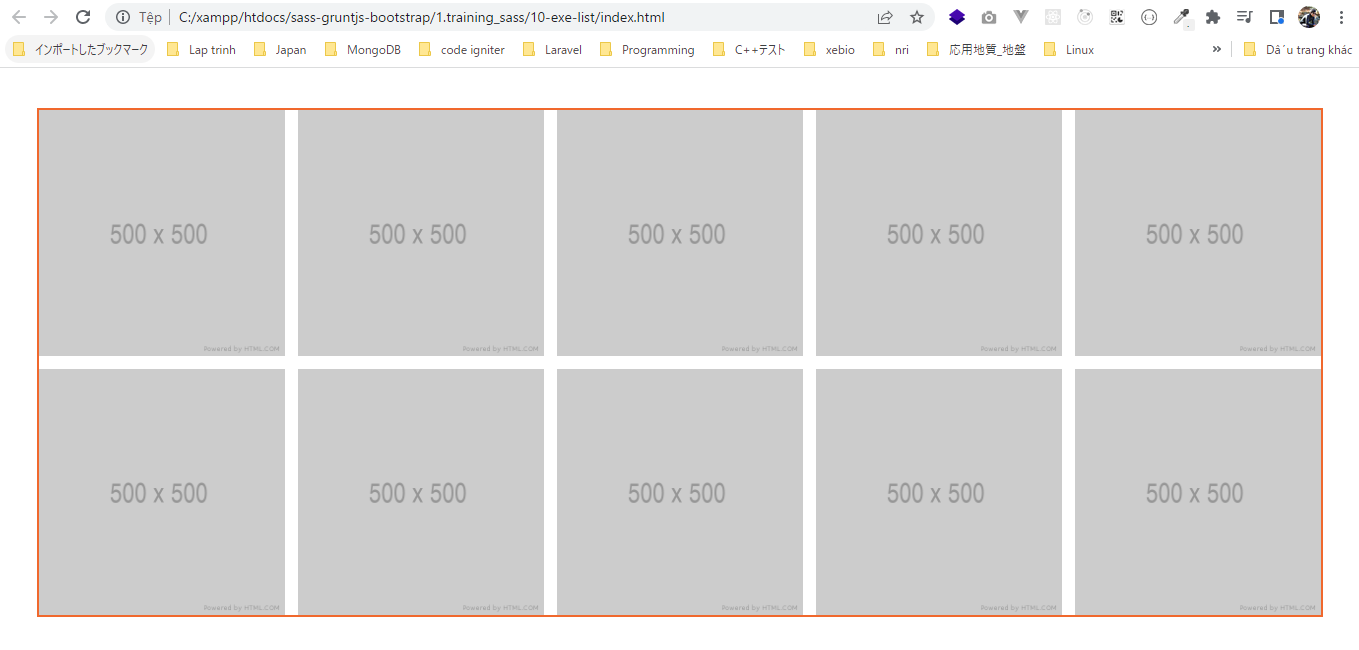 Tệp C:/xampp/htdocs/sass-gruntjs-bootstrap/1.training_sass/10-exe-list/index.html
インポートしたブックマーク Lap trinh Japan MongoDB code igniter Laravel Programming C++テスト xebio nri 応用地質_地盤 Linux » Dấu trang khác
500 x 500 500 x 500 500 x 500 500 x 500 500 x 500
Powered by HTML.COM Powered by HTML.COM Powered by HTML.COM Powered by HTML.COM Powered by HTML.COM
500 x 500 500 x 500 500 x 500 500 x 500 500 x 500
Powered by HTML.COM Powered by HTML.COM Powered by HTML.COM Powered by HTML.COM Powered by HTML.COM